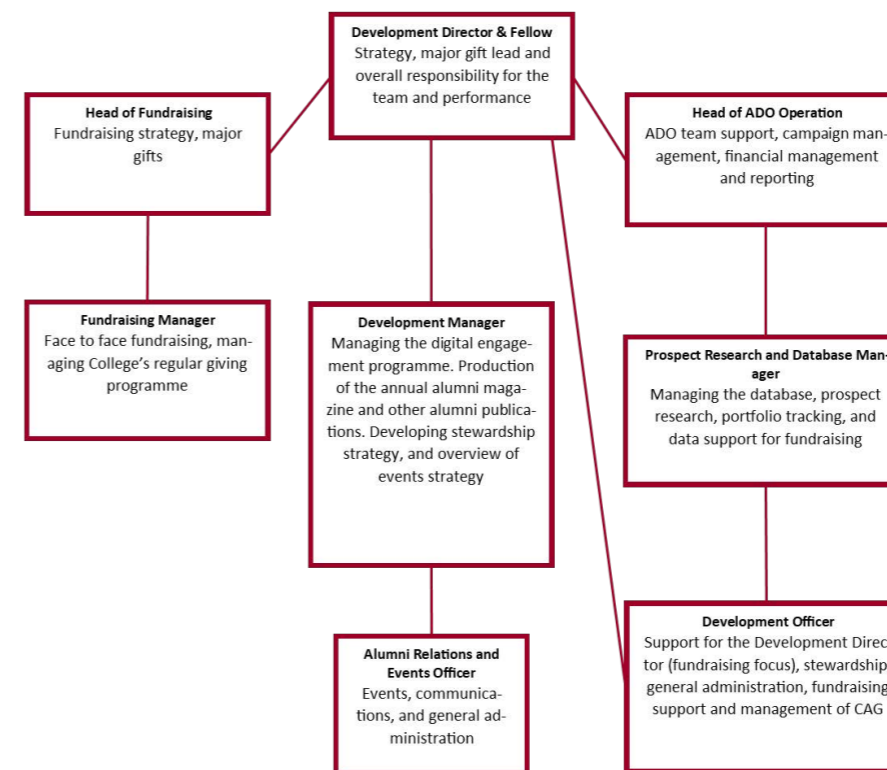 Development Director & Fellow
Strategy, major gift lead and
overall responsibility for the
team and performance
Head of Fundraising
Fundraising strategy, major
gifts
Head of ADO Operation
ADO team support, campaign man-
agement, financial management
and reporting
Fundraising Manager
Face to face fundraising, man-
aging College's regular giving
programme
Development Manager
Managing the digital engage-
ment programme. Production
of the annual alumni maga-
zine and other alumni publica-
tions. Developing stewardship
strategy, and overview of
events strategy
Prospect Research and Database Man-
ager
Managing the database, prospect
research, portfolio tracking, and
data support for fundraising
Alumni Relations and
Events Officer
Events, communica-
tions, and general ad-
ministration
Development Officer
Support for the Development Direc
tor (fundraising focus), stewardship
general administration, fundraising
support and management of CAG